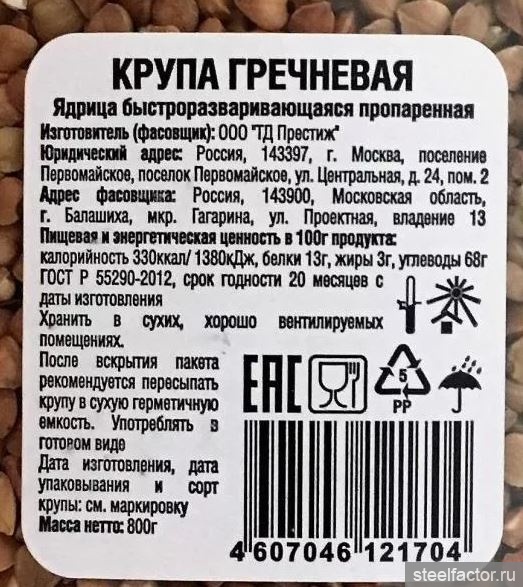 КРУПА ГРЕЧНЕВАЯ
Ядрица быстроразваривающаяся пропаренная
Изготовитель (фасовщик): ООО "ТД Престиж"
Юридический адрес: Россия, 143397, г. Москва, поселение
Первомайское, поселок Первомайское, ул. Центральная, д. 24, пом. 2
Адрес фасовщика: Россия, 143900, Московская область,
г. Балашиха, мкр. Гагарина, ул. Проектная, владение 13
Пищевая и энергетическая ценность в 100г продукта:
калорийность 330ккал/ 1380кДж, белки 13г, жиры 3г, углеводы 68г
ГОСТ Р 55290-2012, срок годности 20 месяцев с
даты изготовления
Хранить в сухих, хорошо вентилируемых
помещениях.
После вскрытия пакета
рекомендуется пересыпать
крупу в сухую герметичную
емкость. Употреблять в
готовом виде
Дата изготовления, дата
упаковывания и сорт
крупы: см. маркировку
Масса нетто: 800г
ЕАС
5
PP
4 607046 121704
steelfactor.ru